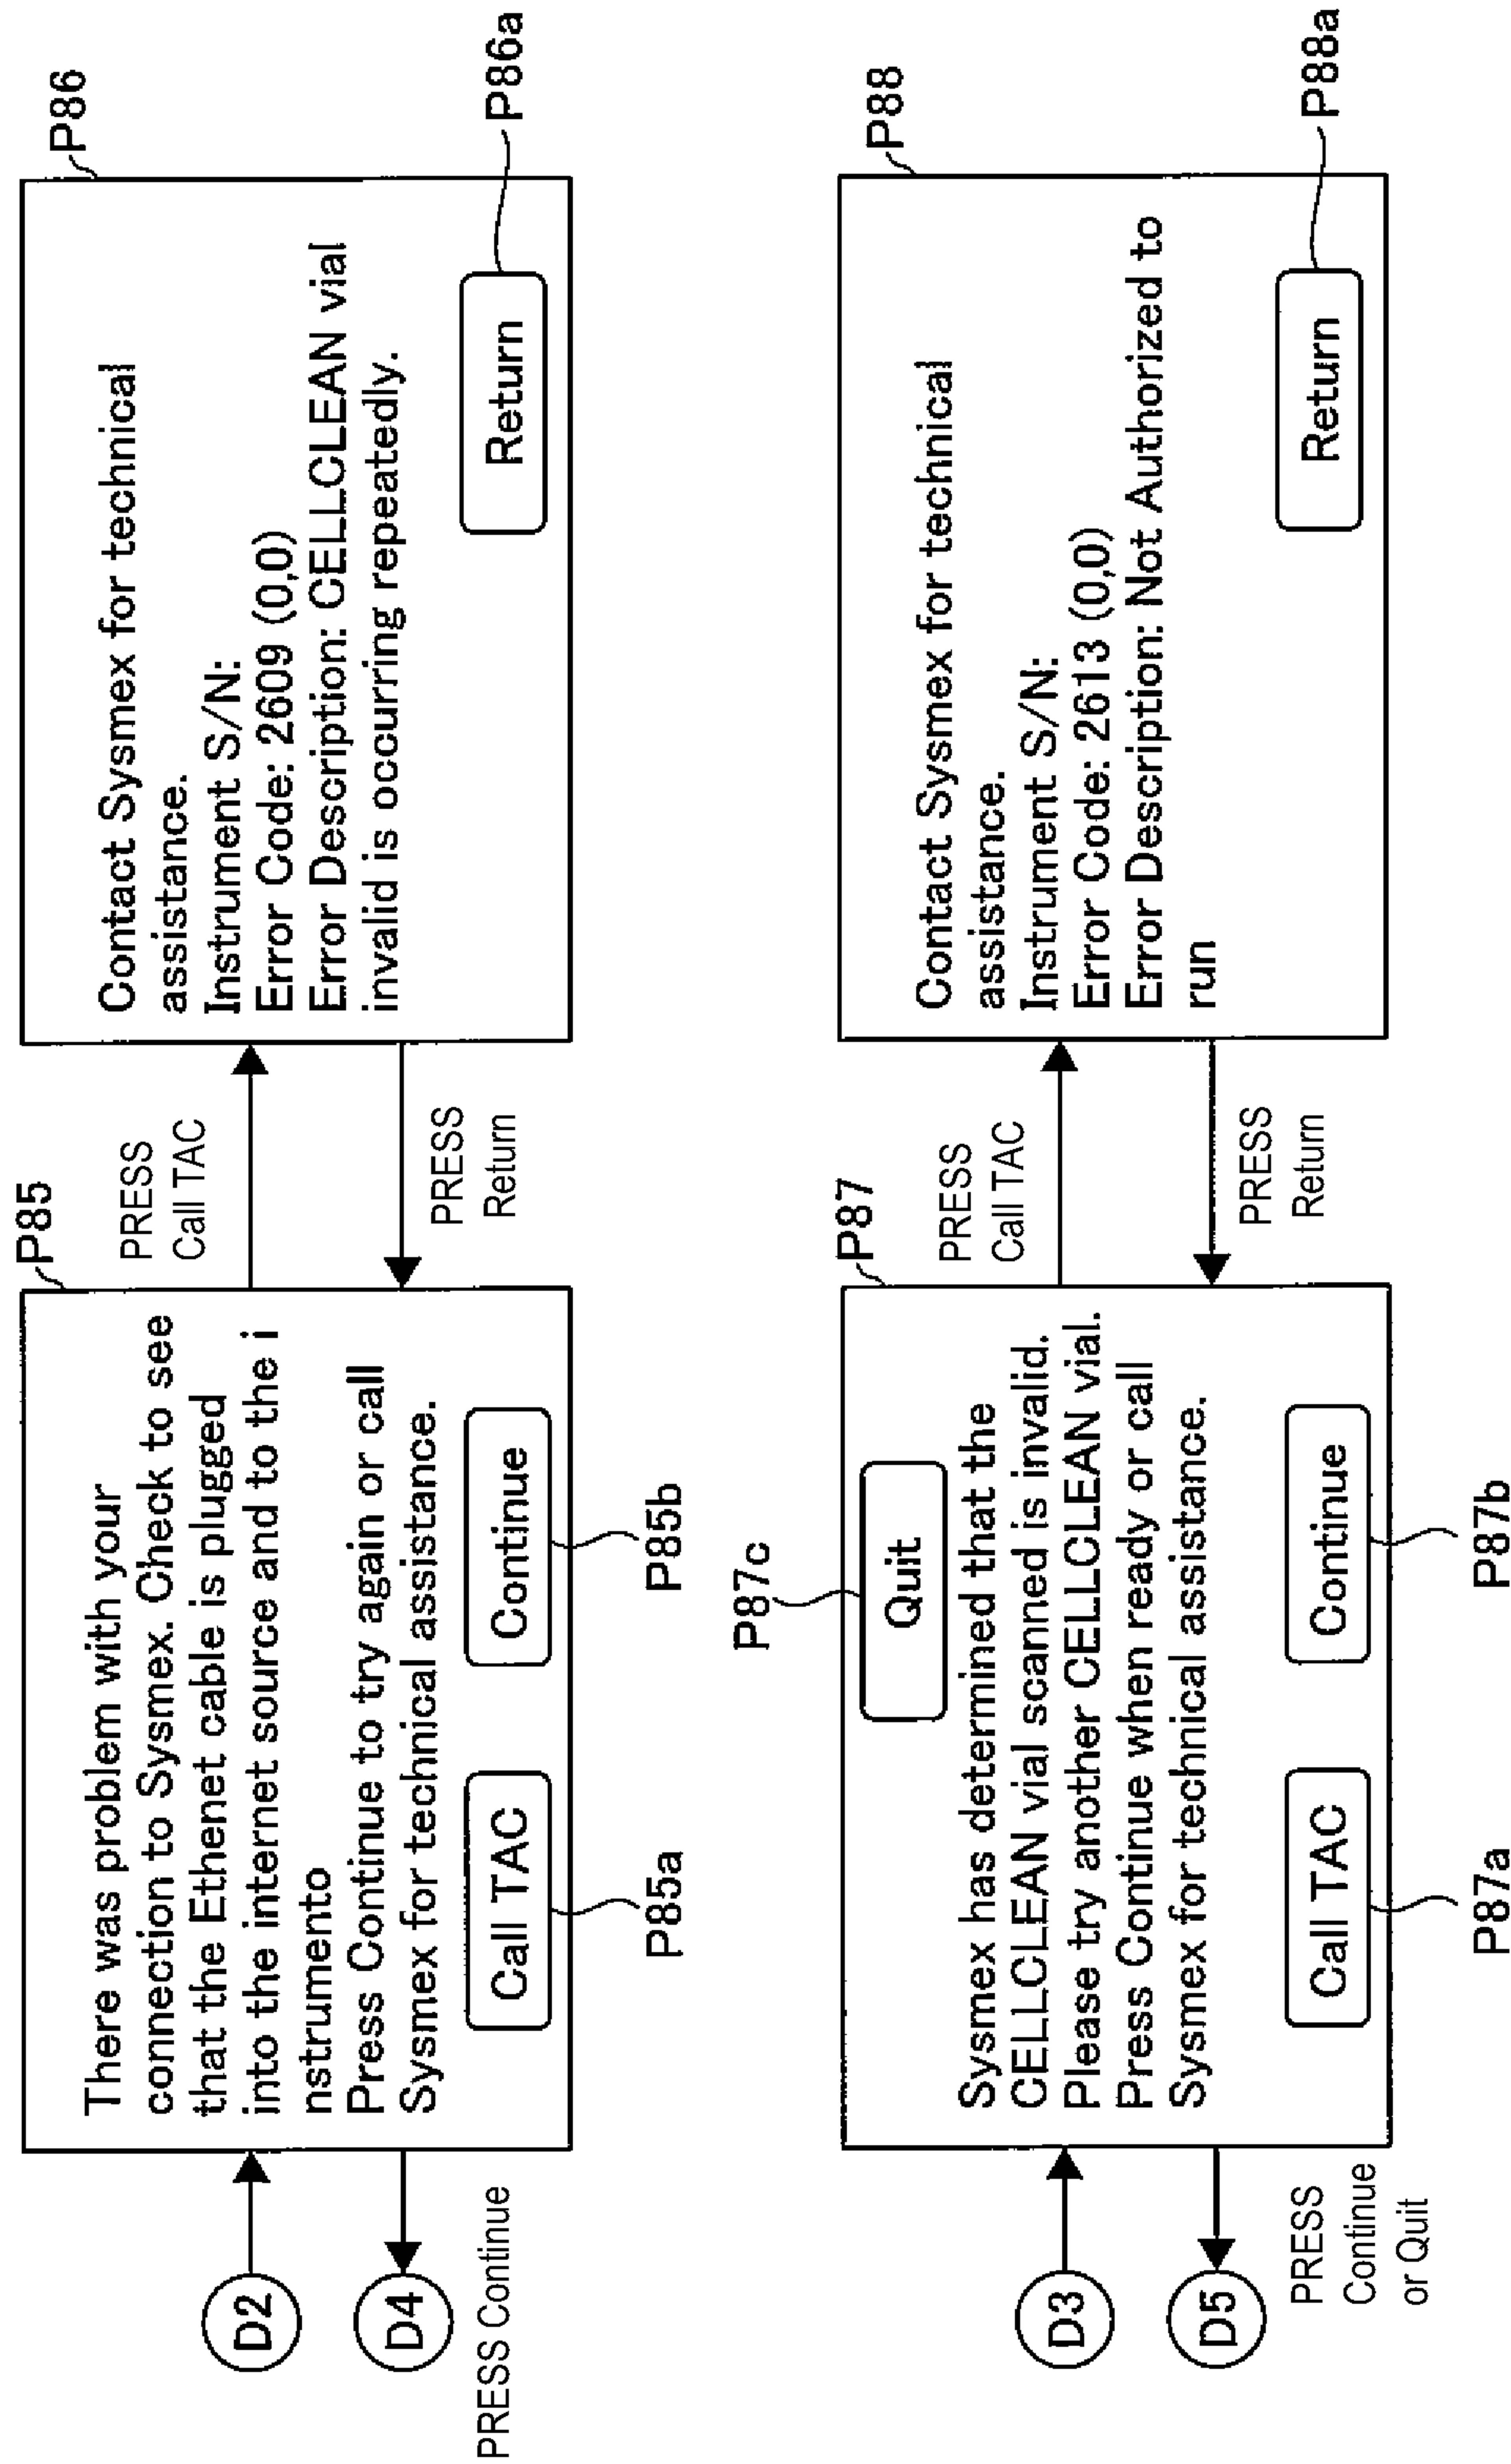 P85
There was problem with your
connection to Sysmex. Check to see
that the Ethenet cable is plugged
into the internet source and to the i
nstrumento
Press Continue to try again or call
Sysmex for technical assistance.
Call TAC
Continue
P85a
P85b
D2
D4
PRESS Continue
PRESS
Call TAC
PRESS
Return
P86
Contact Sysmex for technical
assistance.
Instrument S/N:
Error Code: 2609 (0,0)
Error Description: CELLCLEAN vial
invalid is occurring repeatedly.
Return
P86a
P87
P87c
Quit
Sysmex has determined that the
CELLCLEAN vial scanned is invalid.
Please try another CELLCLEAN vial.
Press Continue when ready or call
Sysmex for technical assistance.
Call TAC
Continue
P87a
P87b
D3
D5
PRESS
Continue
or Quit
PRESS
Call TAC
PRESS
Return
P88
Contact Sysmex for technical
assistance.
Instrument S/N:
Error Code: 2613 (0,0)
Error Description: Not Authorized to
run
Return
P88a